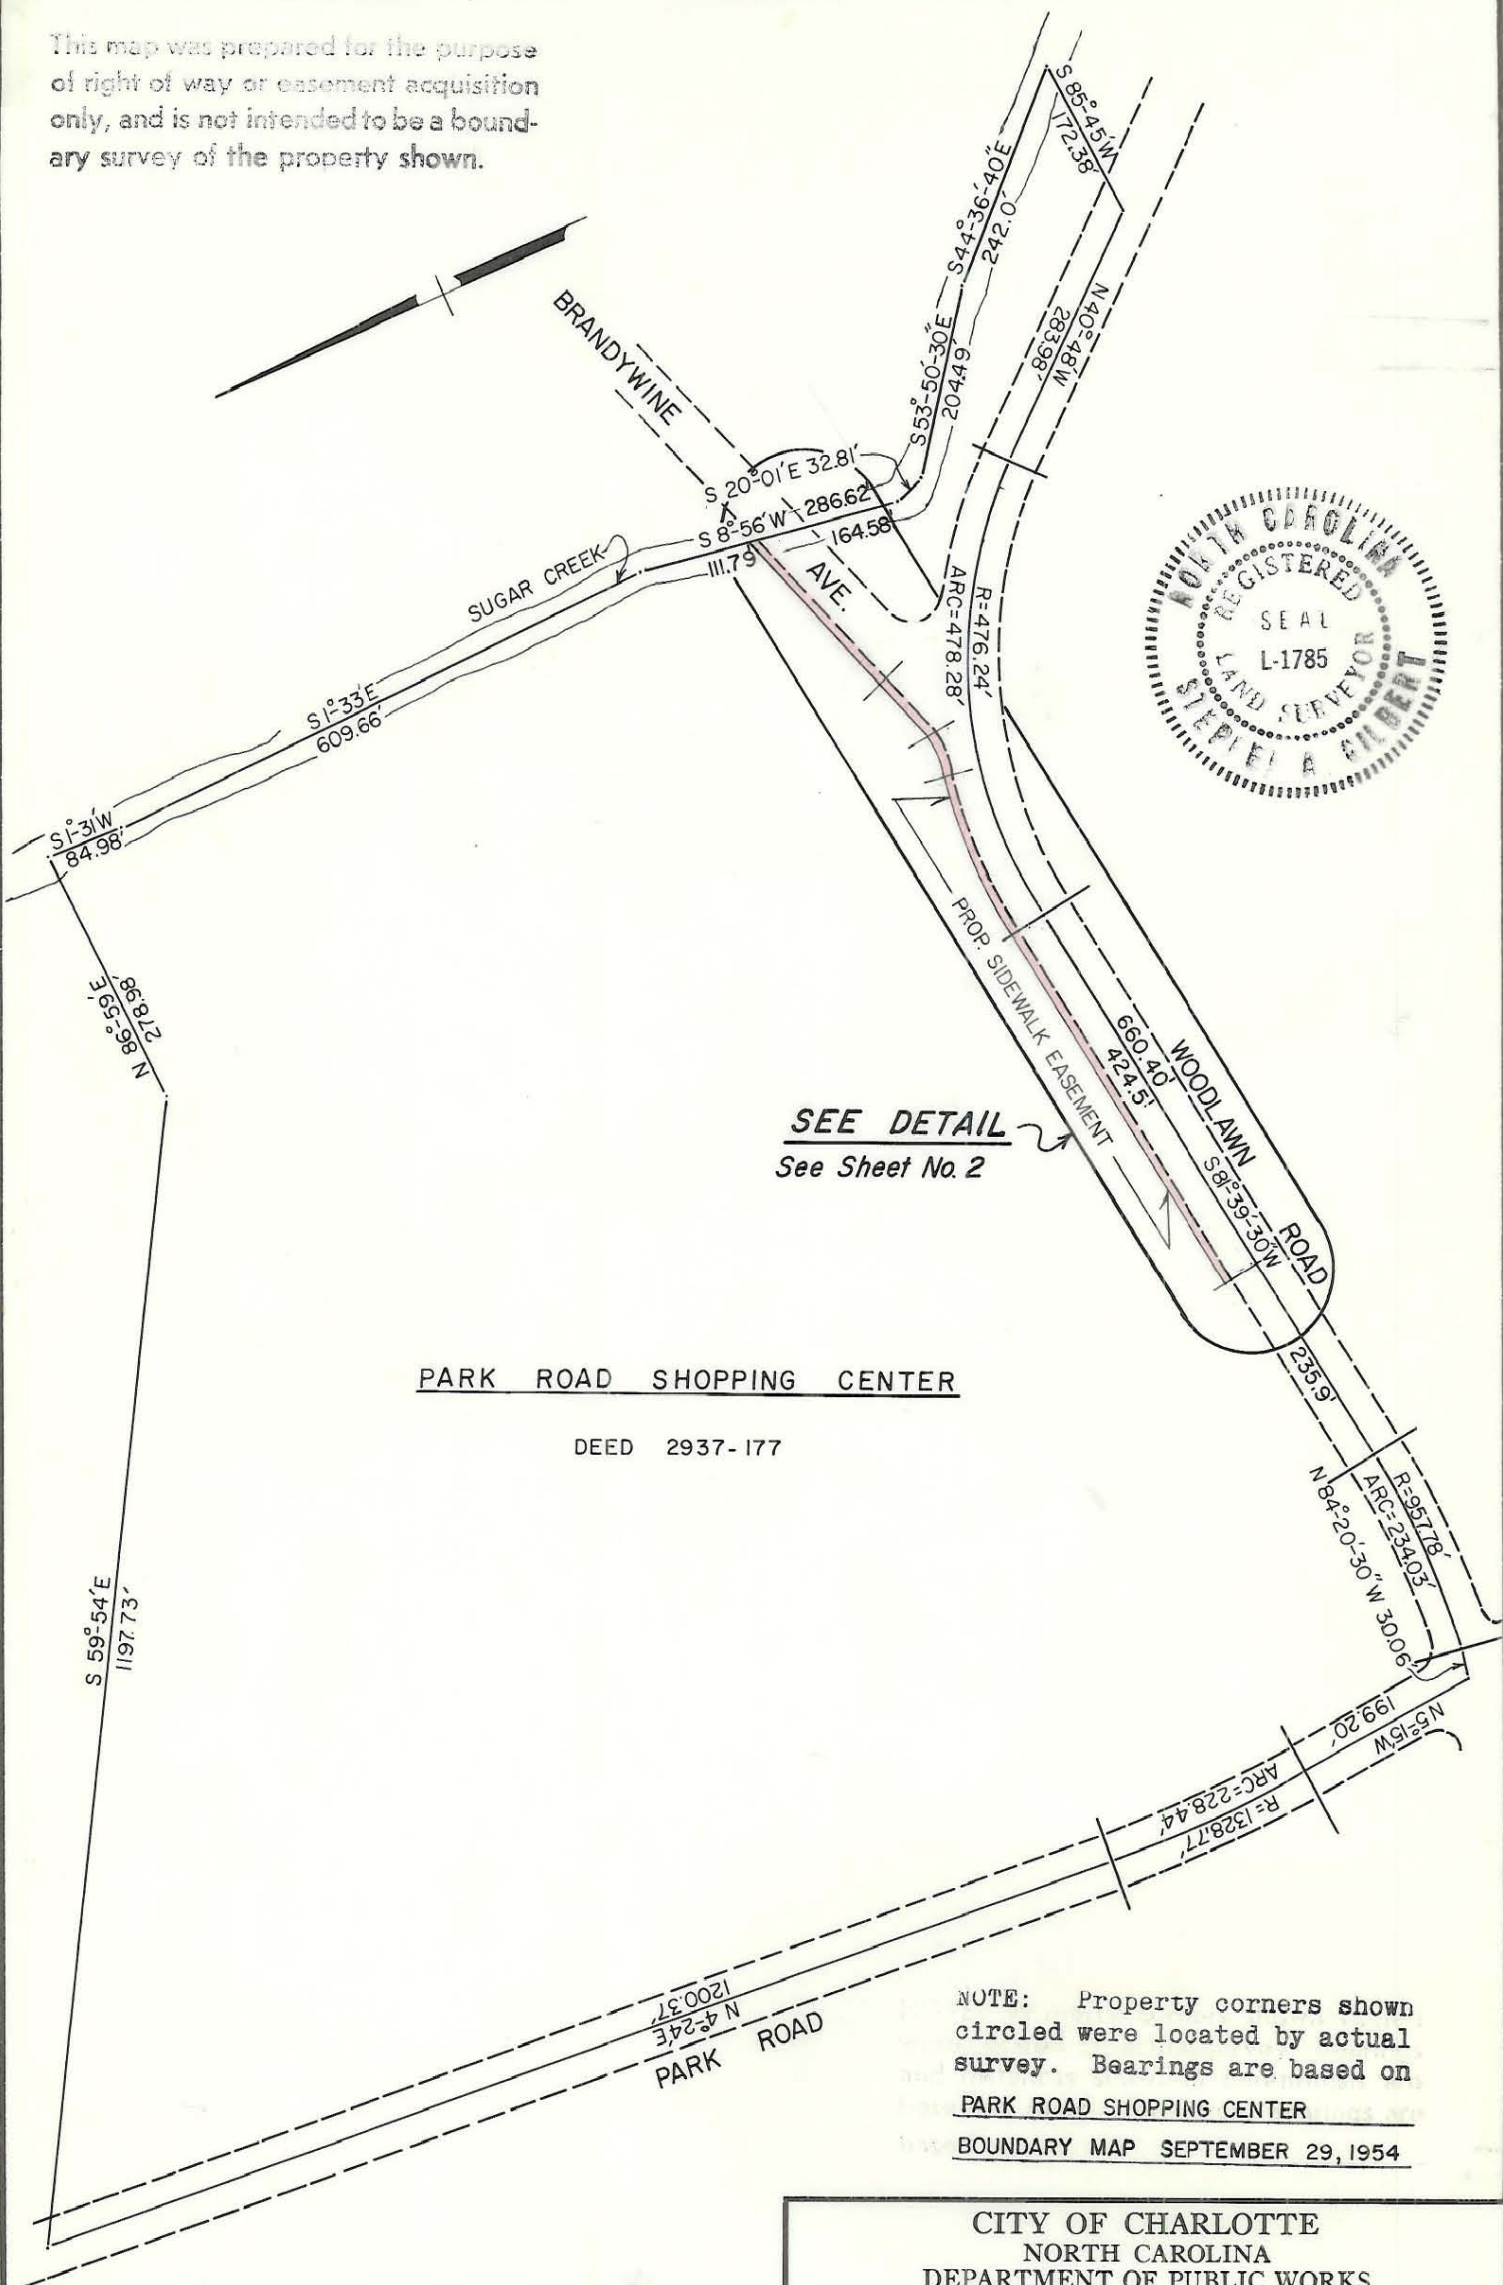 This map was prepared for the purpose
of right of way or easement acquisition
only, and is not intended to be a bound-
ary survey of the property shown.
S 85°-45'W
172.38'
S 44°-36'-40"E
242.0'
N 40°-48'W
283.98'
BRANDYWINE
AVE.
S 53°-50'-30"E
204.49'
S 20°-01'E 32.81'
S 8°-56'W 286.62'
164.58'
111.79'
SUGAR CREEK
R=476.24'
ARC=478.28'
NORTH CAROLINA
REGISTERED
SEAL
L-1785
LAND SURVEYOR
A. GILBERT
S 1°-33'E
609.66'
S 1°-31'W
84.98'
N 86°-59'E
278.98'
PROP. SIDEWALK EASEMENT
660.40'
424.5'
WOODLAWN ROAD
S 81°-39'-30"W
SEE DETAIL
See Sheet No. 2
235.9'
PARK ROAD SHOPPING CENTER
DEED 2937-177
R=957.78'
ARC=234.03'
N 84°-20'-30"W 30.06'
S 59°-54'E
1197.73'
199.20'
N 5°-15'W
ARC=228.44'
R=1328.77'
1200.37'
N 4°-24'E
PARK ROAD
NOTE: Property corners shown
circled were located by actual
survey. Bearings are based on
PARK ROAD SHOPPING CENTER
BOUNDARY MAP SEPTEMBER 29, 1954
CITY OF CHARLOTTE
NORTH CAROLINA
DEPARTMENT OF PUBLIC WORKS